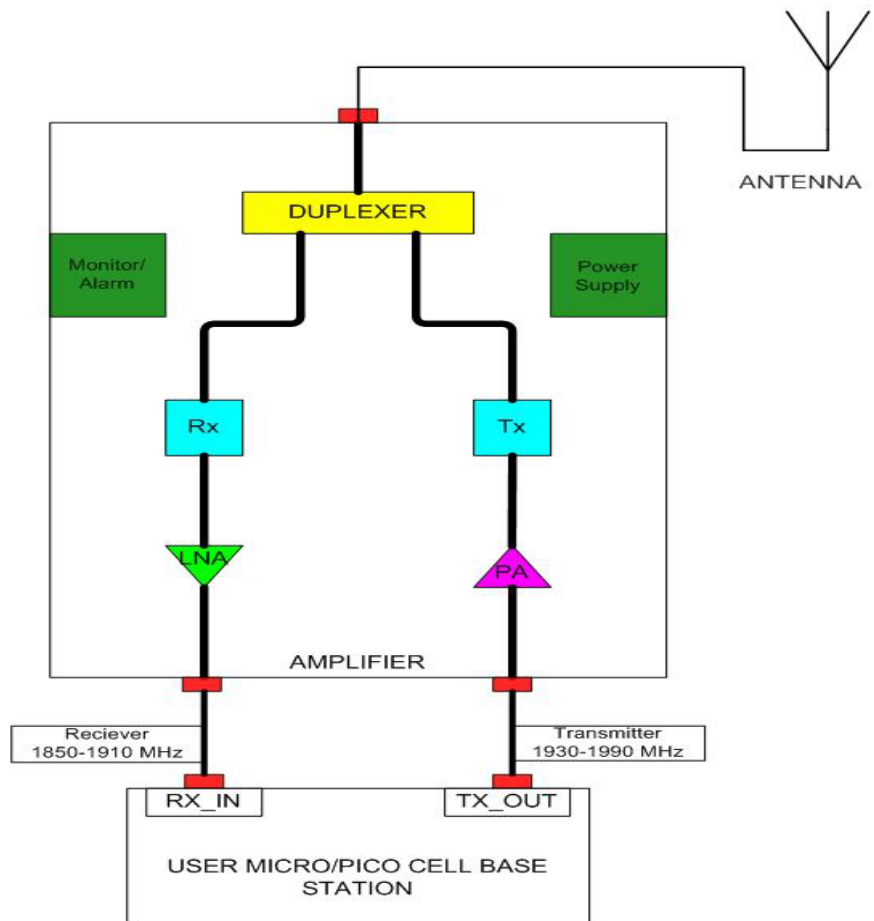 ANTENNA
DUPLEXER
Monitor/
Alarm
Power
Supply
Rx
Tx
LNA
PA
AMPLIFIER
Reciever
1850-1910 MHz
Transmitter
1930-1990 MHz
RX_IN
TX_OUT
USER MICRO/PICO CELL BASE
STATION